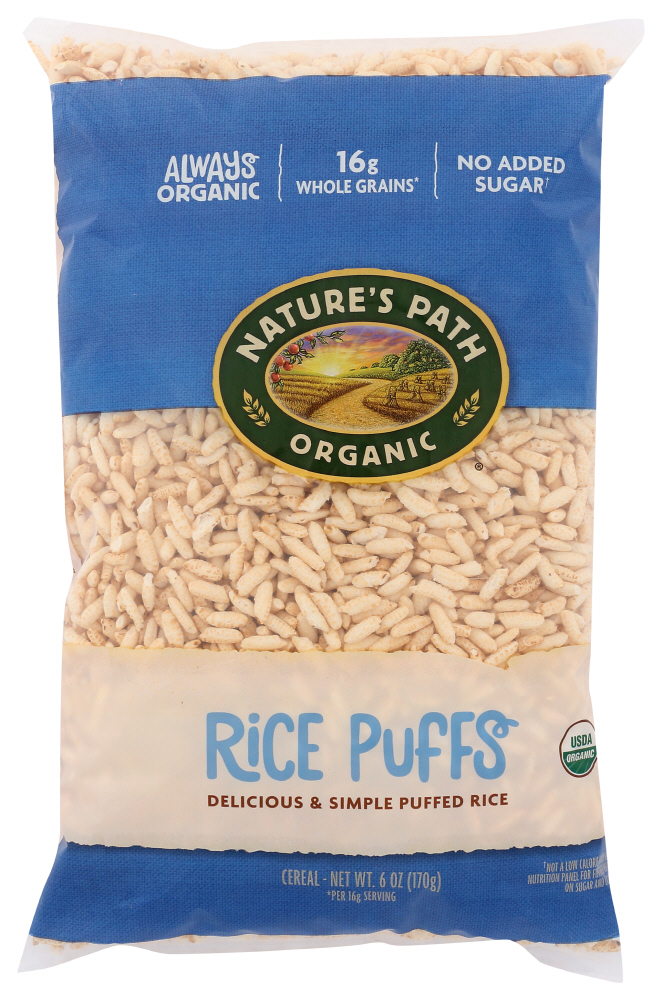 ALWAYS
ORGANIC
16g
WHOLE GRAINS*
NO ADDED
SUGAR†
NATURE'S PATH
ORGANIC
®
RiCE PUFFS
DELICIOUS & SIMPLE PUFFED RICE
USDA
ORGANIC
CEREAL - NET WT. 6 OZ (170g)
*PER 16g SERVING
†NOT A LOW CALORIE
NUTRITION PANEL FOR
ON SUGAR AND